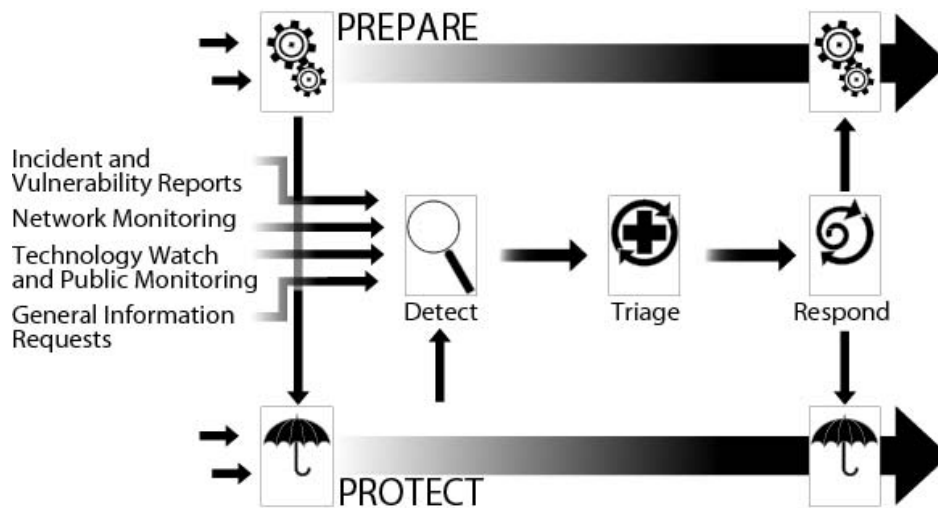 PREPARE
Incident and
Vulnerability Reports
Network Monitoring
Technology Watch
and Public Monitoring
General Information
Requests
Detect
Triage
Respond
PROTECT